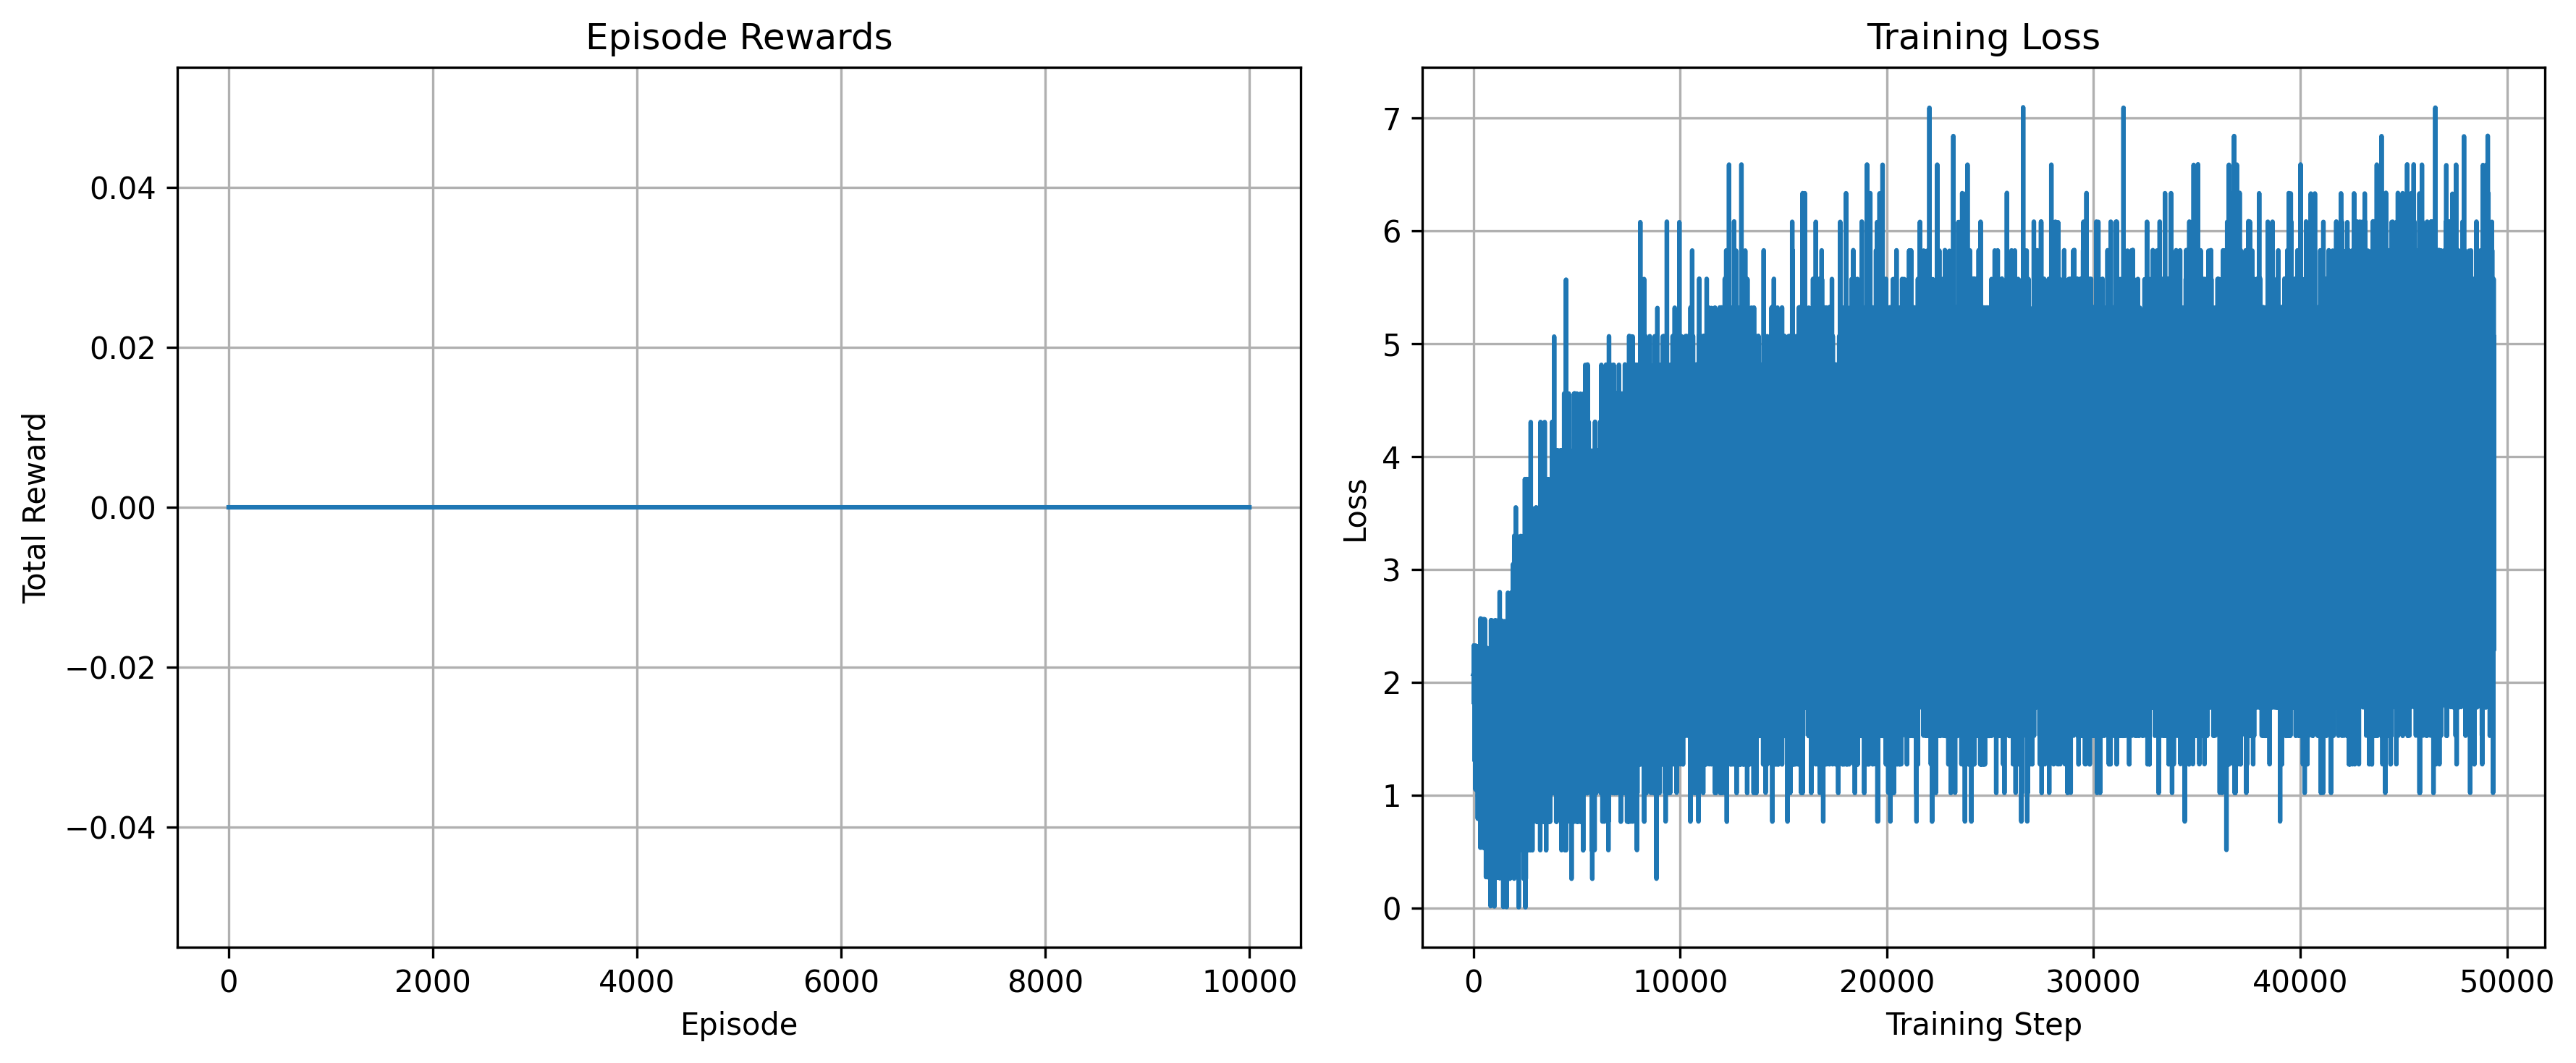 Episode Rewards
Total Reward
0.04
0.02
0.00
−0.02
−0.04
0 2000 4000 6000 8000 10000
Episode
Training Loss
Loss
7
6
5
4
3
2
1
0
0 10000 20000 30000 40000 50000
Training Step